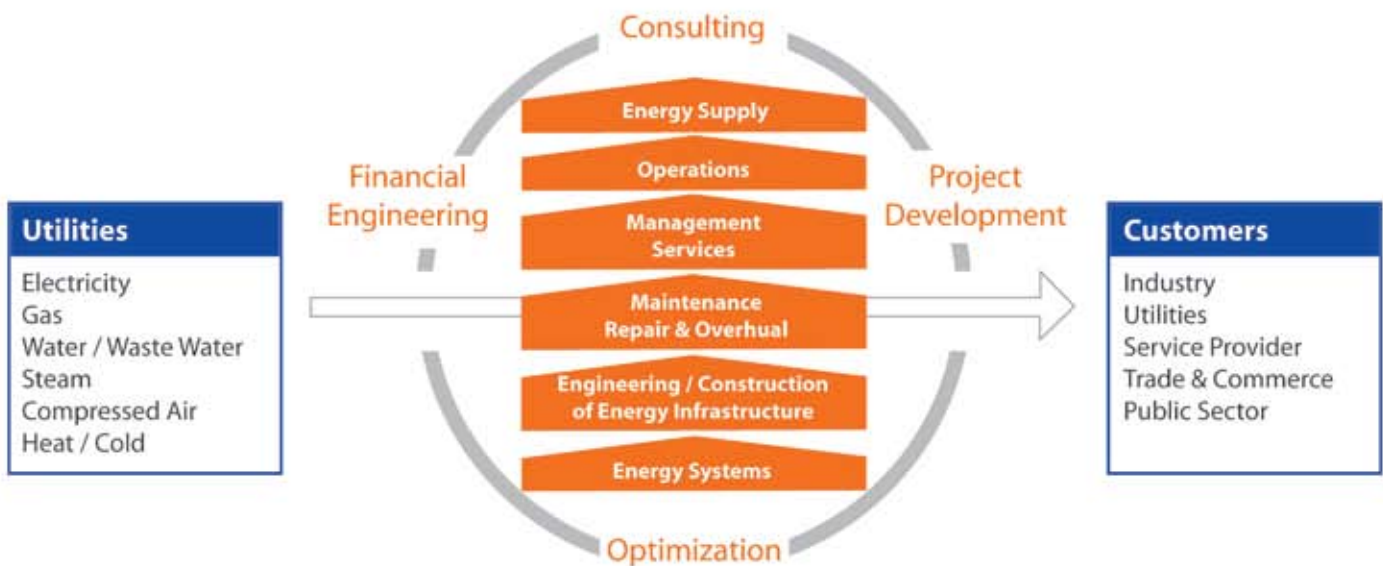 Consulting
Energy Supply
Operations
Management
Services
Maintenance
Repair & Overhual
Engineering / Construction
of Energy Infrastructure
Energy Systems
Optimization
Financial
Engineering
Project
Development
Utilities
Electricity
Gas
Water / Waste Water
Steam
Compressed Air
Heat / Cold
Customers
Industry
Utilities
Service Provider
Trade & Commerce
Public Sector